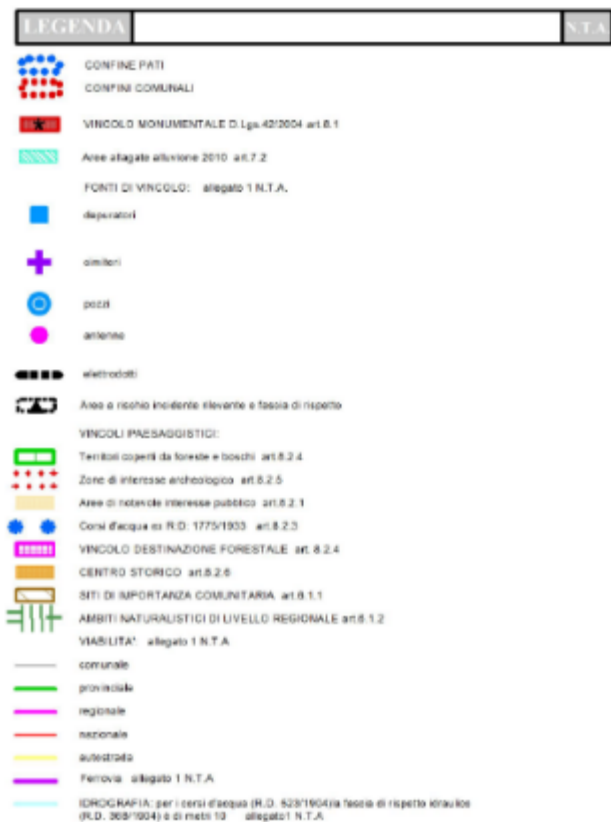 LEGENDA N.T.A.
CONFINE PATI
CONFINI COMUNALI
VINCOLO MONUMENTALE D.Lgs.42/2004 art.8.1
Aree allagate alluvione 2010 art.7.2
FONTI DI VINCOLO: allegato 1 N.T.A.
depuratori
cimiteri
pozzi
antenne
elettrodotti
Area a rischio incidente rilevante e fascia di rispetto
VINCOLI PAESAGGISTICI:
Territori coperti da foreste e boschi art.8.2.4
Zone di interesse archeologico art.8.2.5
Aree di notevole interesse pubblico art.8.2.1
Corsi d'acqua ex R.D: 1775/1933 art.8.2.3
VINCOLO DESTINAZIONE FORESTALE art. 8.2.4
CENTRO STORICO art.8.2.6
SITI DI IMPORTANZA COMUNITARIA art.8.1.1
AMBITI NATURALISTICI DI LIVELLO REGIONALE art.8.1.2
VIABILITA': allegato 1 N.T.A
comunale
provinciale
regionale
nazionale
autostrada
Ferrovia allegato 1 N.T.A
IDROGRAFIA: per i corsi d'acqua (R.D. 523/1904)la fascia di rispetto idraulico
(R.D. 368/1904) è di metri 10 allegato1 N.T.A